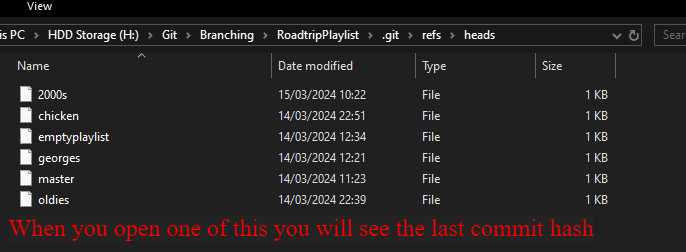 View
is PC > HDD Storage (H:) > Git > Branching > RoadtripPlaylist > .git > refs > heads
Sear
Name Date modified Type Size
2000s 15/03/2024 10:22 File 1 KB
chicken 14/03/2024 22:51 File 1 KB
emptyplaylist 14/03/2024 12:34 File 1 KB
georges 14/03/2024 12:21 File 1 KB
master 14/03/2024 11:23 File 1 KB
oldies 14/03/2024 22:39 File 1 KB
When you open one of this you will see the last commit hash